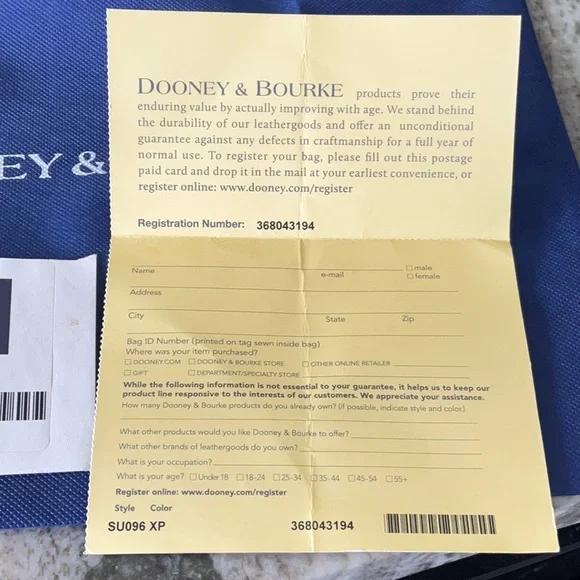 DOONEY & BOURKE products prove their
enduring value by actually improving with age. We stand behind
the durability of our leathergoods and offer an unconditional
guarantee against any defects in craftmanship for a full year of
normal use. To register your bag, please fill out this postage
paid card and drop it in the mail at your earliest convenience, or
register online: www.dooney.com/register
EY &
Registration Number: 368043194
Name e-mail ☐ male
☐ female
Address
City State Zip
Bag ID Number (printed on tag sewn inside bag)
Where was your item purchased?
☐ DOONEY.COM ☐ DOONEY & BOURKE STORE ☐ OTHER ONLINE RETAILER
☐ GIFT ☐ DEPARTMENT/SPECIALTY STORE
While the following information is not essential to your guarantee, it helps us to keep our
product line responsive to the interests of our customers. We appreciate your assistance.
How many Dooney & Bourke products do you already own? (if possible, indicate style and color)
What other products would you like Dooney & Bourke to offer?
What other brands of leathergoods do you own?
What is your occupation?
What is your age? ☐ Under 18 ☐ 18-24 ☐ 25-34 ☐ 35-44 ☐ 45-54 ☐ 55+
Register online: www.dooney.com/register
Style Color
SU096 XP 368043194